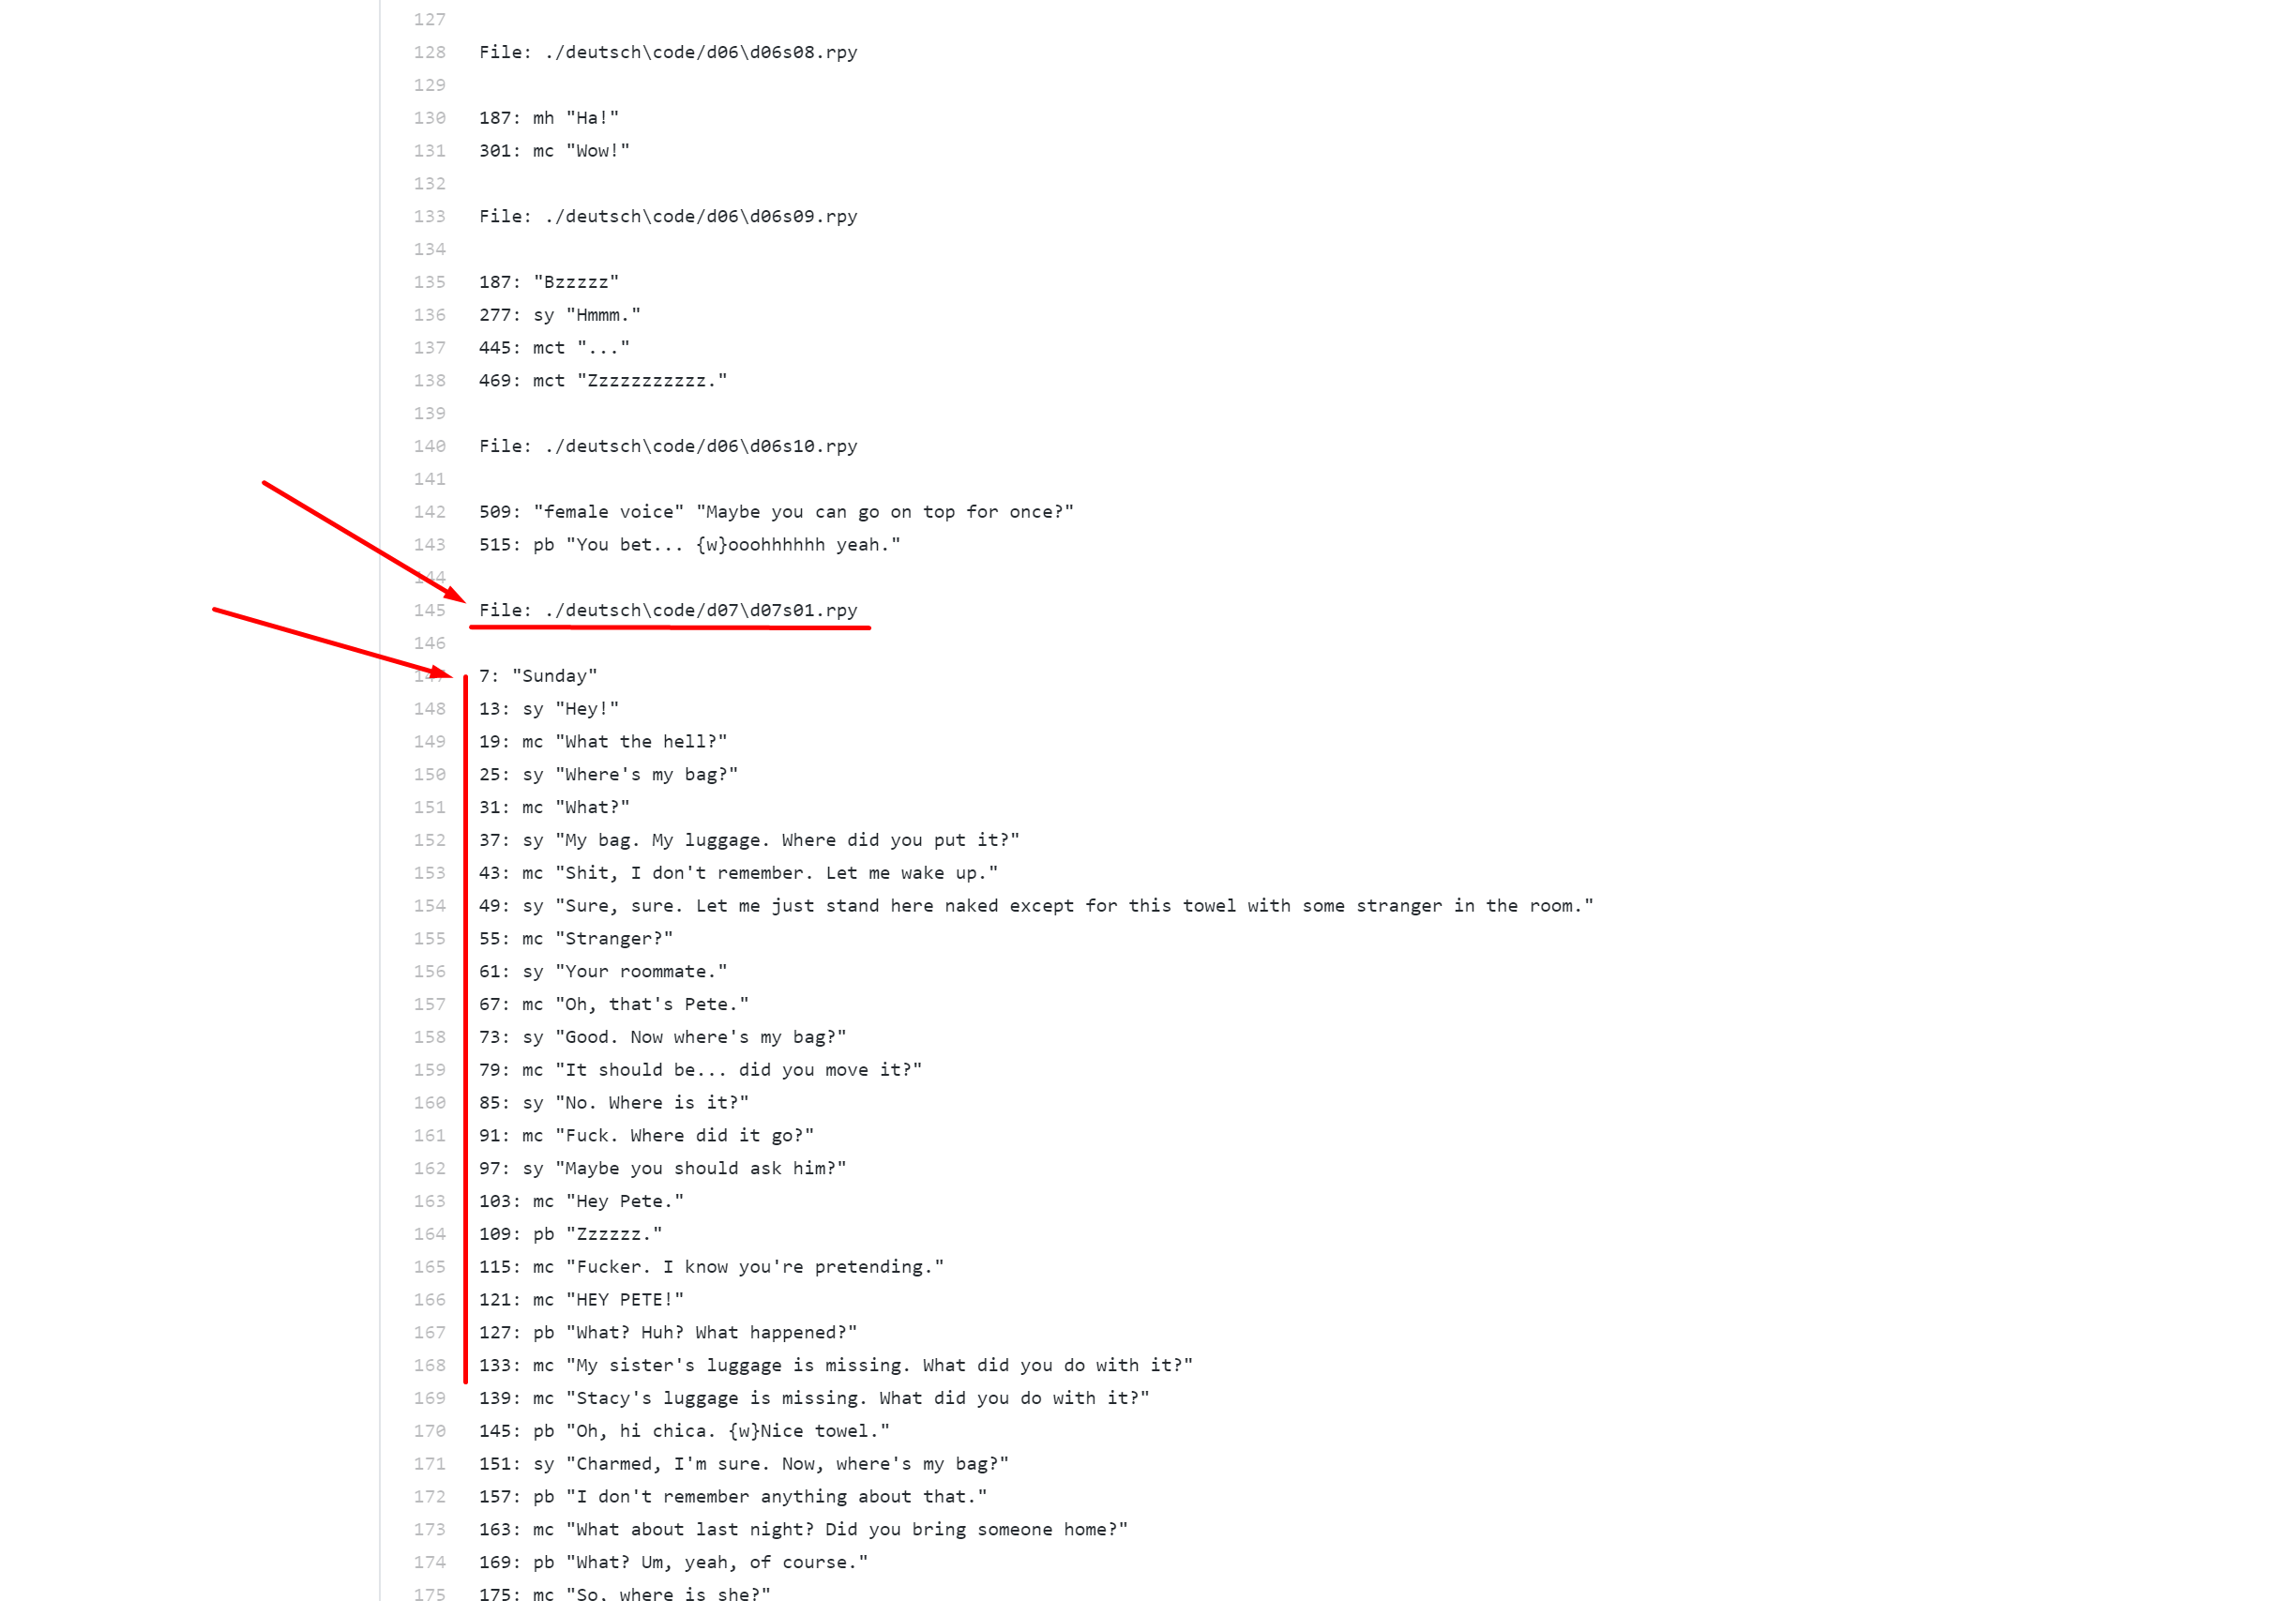 127
128 File: ./deutsch\code/d06\d06s08.rpy
129
130 187: mh "Ha!"
131 301: mc "Wow!"
132
133 File: ./deutsch\code/d06\d06s09.rpy
134
135 187: "Bzzzzz"
136 277: sy "Hmmm."
137 445: mct "..."
138 469: mct "Zzzzzzzzzzz."
139
140 File: ./deutsch\code/d06\d06s10.rpy
141
142 509: "female voice" "Maybe you can go on top for once?"
143 515: pb "You bet... {w}ooohhhhhh yeah."
144
145 File: ./deutsch\code/d07\d07s01.rpy
146
147 7: "Sunday"
148 13: sy "Hey!"
149 19: mc "What the hell?"
150 25: sy "Where's my bag?"
151 31: mc "What?"
152 37: sy "My bag. My luggage. Where did you put it?"
153 43: mc "Shit, I don't remember. Let me wake up."
154 49: sy "Sure, sure. Let me just stand here naked except for this towel with some stranger in the room."
155 55: mc "Stranger?"
156 61: sy "Your roommate."
157 67: mc "Oh, that's Pete."
158 73: sy "Good. Now where's my bag?"
159 79: mc "It should be... did you move it?"
160 85: sy "No. Where is it?"
161 91: mc "Fuck. Where did it go?"
162 97: sy "Maybe you should ask him?"
163 103: mc "Hey Pete."
164 109: pb "Zzzzzz."
165 115: mc "Fucker. I know you're pretending."
166 121: mc "HEY PETE!"
167 127: pb "What? Huh? What happened?"
168 133: mc "My sister's luggage is missing. What did you do with it?"
169 139: mc "Stacy's luggage is missing. What did you do with it?"
170 145: pb "Oh, hi chica. {w}Nice towel."
171 151: sy "Charmed, I'm sure. Now, where's my bag?"
172 157: pb "I don't remember anything about that."
173 163: mc "What about last night? Did you bring someone home?"
174 169: pb "What? Um, yeah, of course."
175 175: mc "So, where is she?"